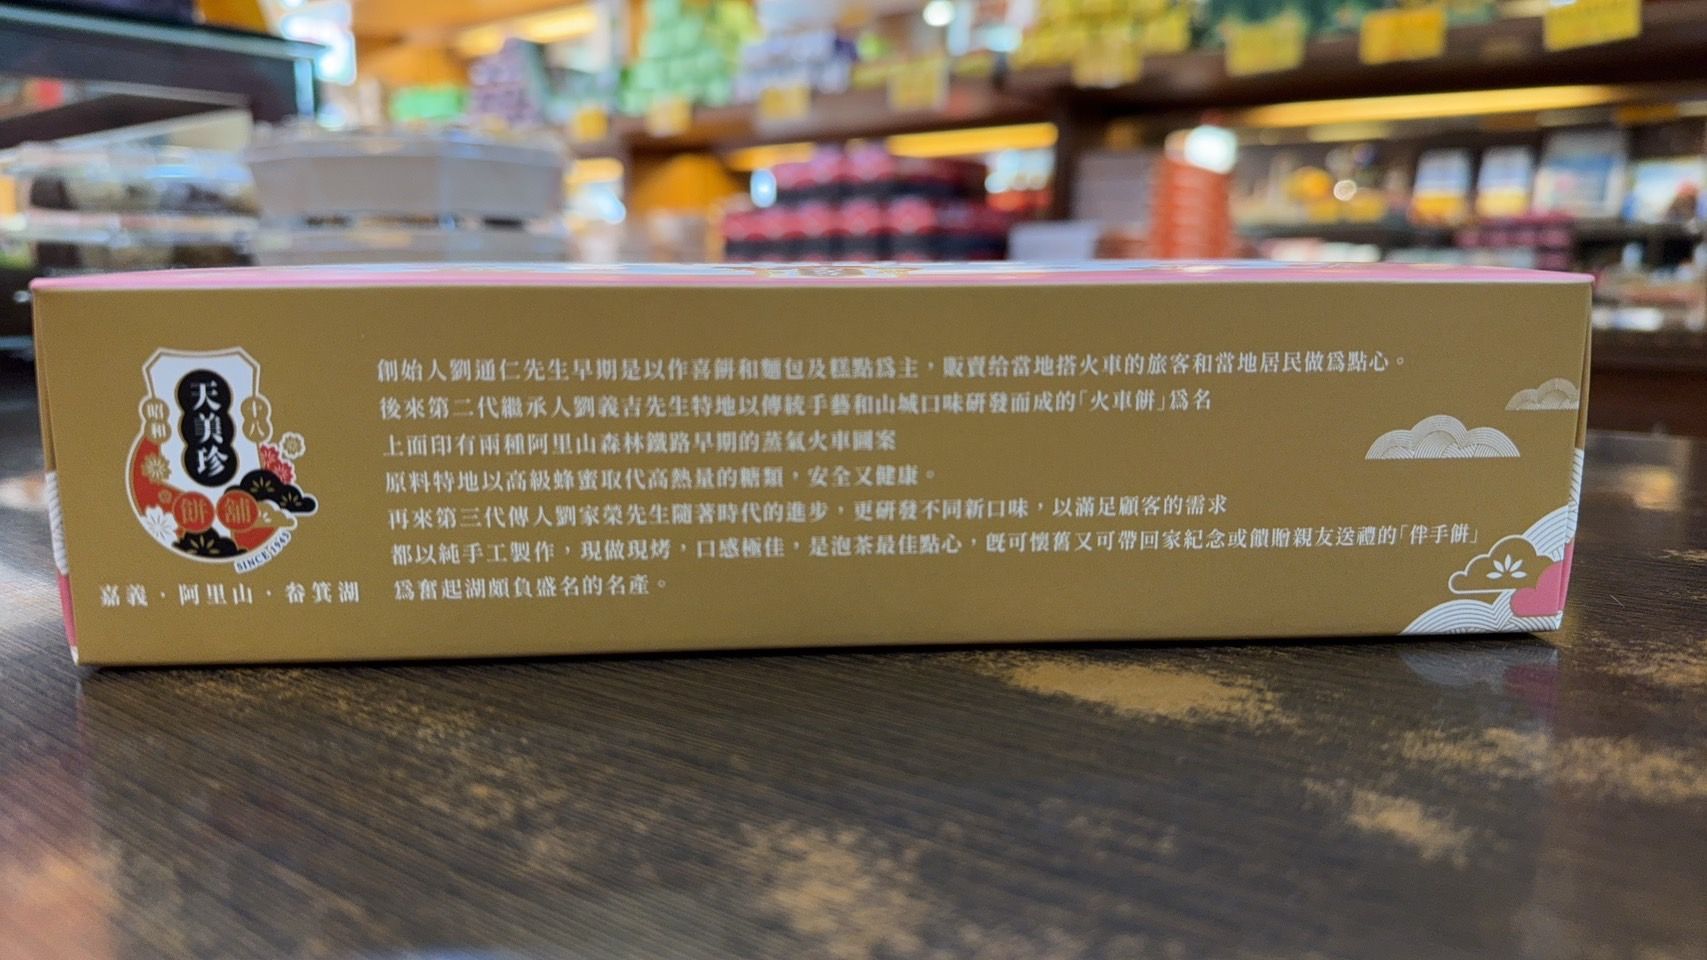 天美珍
昭和
十八
餅舖
SINCE 1943
嘉義・阿里山・奋箕湖
創始人劉通仁先生早期是以作喜餅和麵包及糕點爲主，販賣給當地搭火車的旅客和當地居民做爲點心。
後來第二代繼承人劉義吉先生特地以傳統手藝和山城口味研發而成的「火車餅」爲名
上面印有兩種阿里山森林鐵路早期的蒸氣火車圖案
原料特地以高級蜂蜜取代高熱量的糖類，安全又健康。
再來第三代傳人劉家榮先生隨著時代的進步，更研發不同新口味，以滿足顧客的需求
都以純手工製作，現做現烤，口感極佳，是泡茶最佳點心，既可懷舊又可帶回家紀念或饋贈親友送禮的「伴手餅」
爲奮起湖頗負盛名的名產。